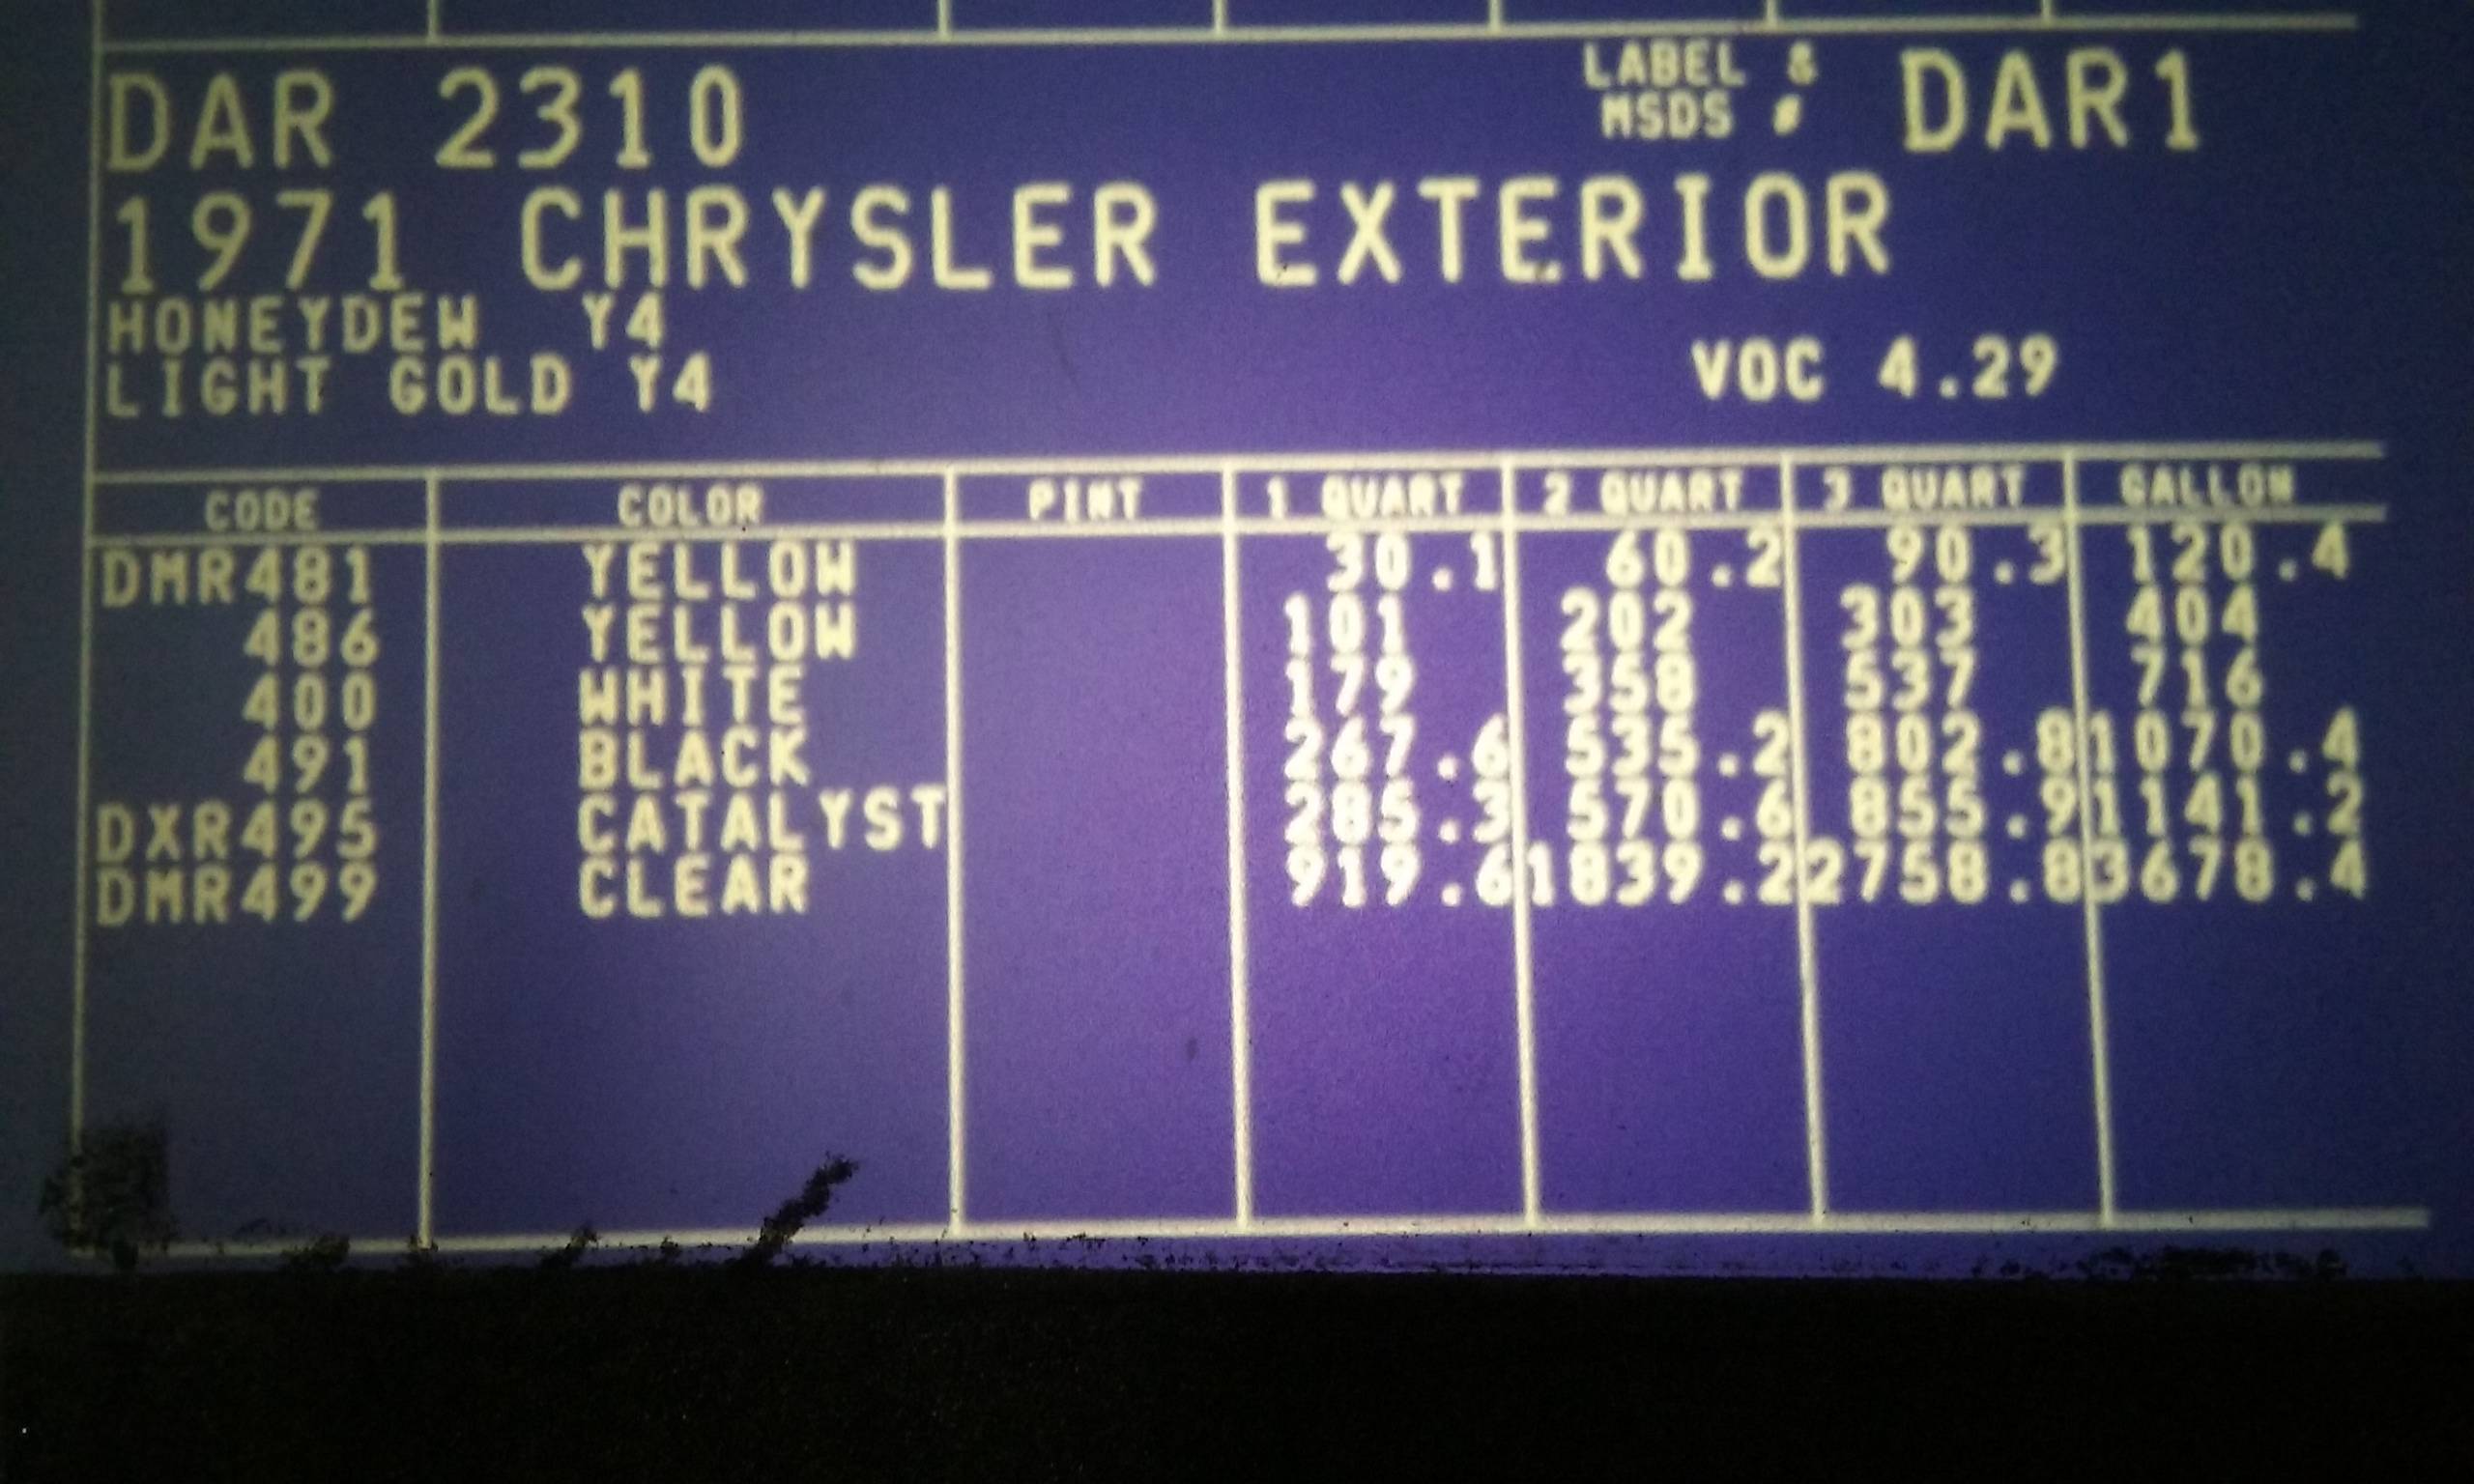 DAR 2310
LABEL &
MSDS #
DAR1
1971 CHRYSLER EXTERIOR
HONEYDEW Y4
LIGHT GOLD Y4
VOC 4.29
CODE COLOR PINT 1 QUART 2 QUART 3 QUART GALLON
DMR481 YELLOW 30.1 60.2 90.3 120.4
486 YELLOW 101 202 303 404
400 WHITE 179 358 537 716
491 BLACK 267.6 535.2 802.8 1070.4
DXR495 CATALYST 285.3 570.6 855.9 1141.2
DMR499 CLEAR 919.6 1839.2 2758.8 3678.4